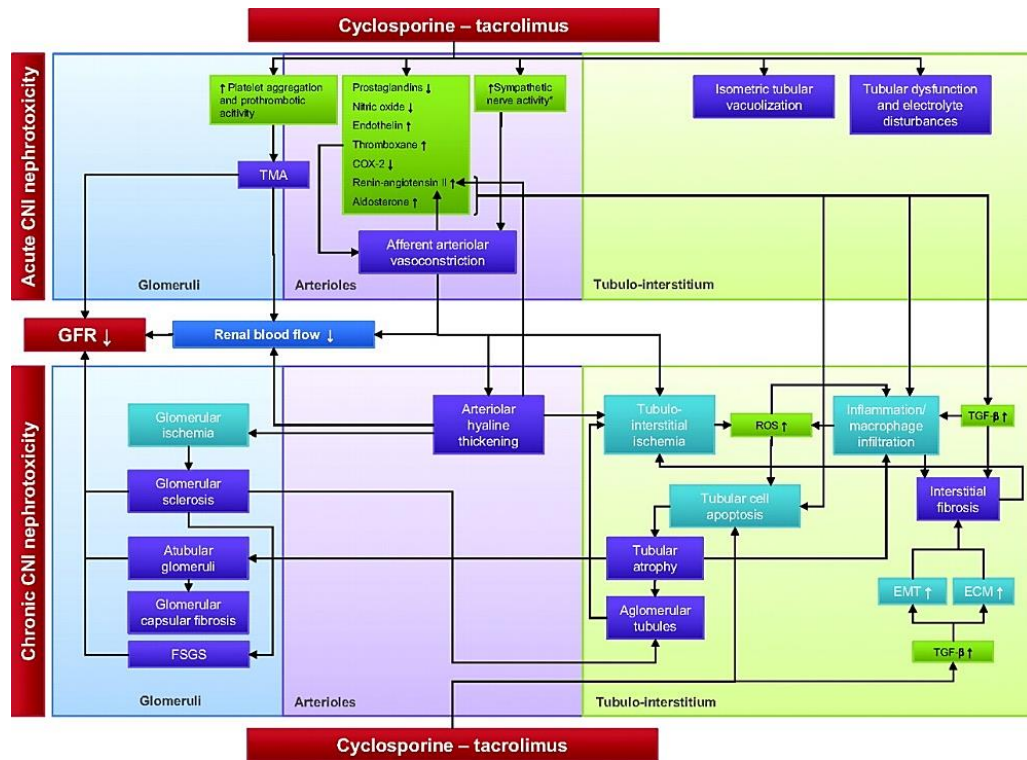 Cyclosporine – tacrolimus
Acute CNI nephrotoxicity
↑ Platelet aggregation
and prothrombotic
acitivity
Prostaglandins ↓
Nitric oxide ↓
Endothelin ↑
Thromboxane ↑
COX-2 ↓
Renin-angiotensin II ↑
Aldosterone ↑
↑Sympathetic
nerve activity*
Isometric tubular
vacuolization
Tubular dysfunction
and electrolyte
disturbances
TMA
Afferent arteriolar
vasoconstriction
Glomeruli
Arterioles
Tubulo-interstitium
GFR ↓
Renal blood flow ↓
Chronic CNI nephrotoxicity
Glomerular
ischemia
Arteriolar
hyaline
thickening
Tubulo-
interstitial
ischemia
ROS ↑
Inflammation/
macrophage
infiltration
TGF-β ↑
Glomerular
sclerosis
Tubular cell
apoptosis
Interstitial
fibrosis
Atubular
glomeruli
Tubular
atrophy
Glomerular
capsular fibrosis
Aglomerular
tubules
EMT ↑
ECM ↑
FSGS
TGF-β ↑
Glomeruli
Arterioles
Tubulo-interstitium
Cyclosporine – tacrolimus